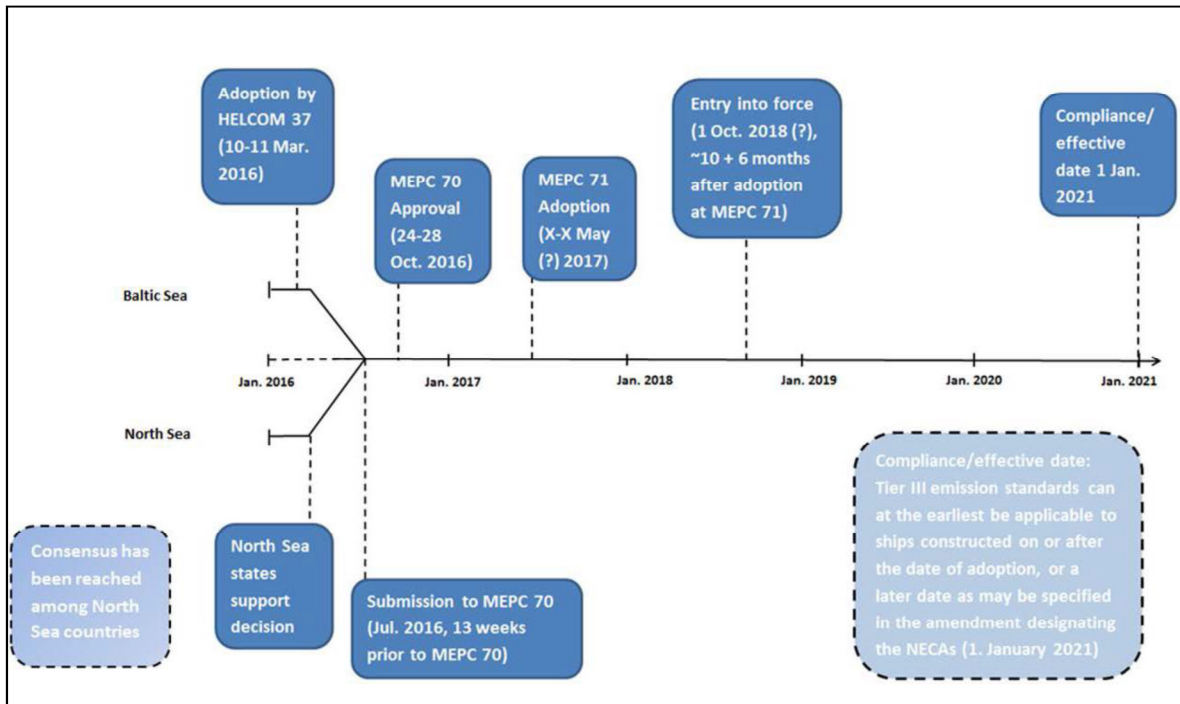 Adoption by
HELCOM 37
(10-11 Mar.
2016)
MEPC 70
Approval
(24-28
Oct. 2016)
MEPC 71
Adoption
(X-X May
(?) 2017)
Entry into force
(1 Oct. 2018 (?),
~10 + 6 months
after adoption
at MEPC 71)
Compliance/
effective
date 1 Jan.
2021
Baltic Sea
Jan. 2016
Jan. 2017
Jan. 2018
Jan. 2019
Jan. 2020
Jan. 2021
North Sea
Consensus has
been reached
among North
Sea countries
North Sea
states
support
decision
Submission to MEPC 70
(Jul. 2016, 13 weeks
prior to MEPC 70)
Compliance/effective date:
Tier III emission standards can
at the earliest be applicable to
ships constructed on or after
the date of adoption, or a
later date as may be specified
in the amendment designating
the NECAs (1. January 2021)